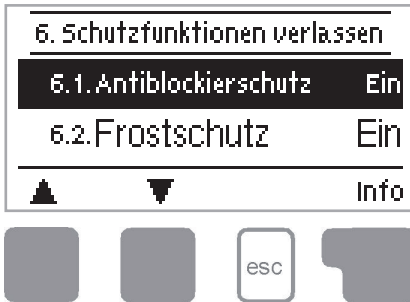 6. Schutzfunktionen verlassen
6.1. Antiblockierschutz Ein
6.2. Frostschutz Ein
▲ ▼ Info
esc